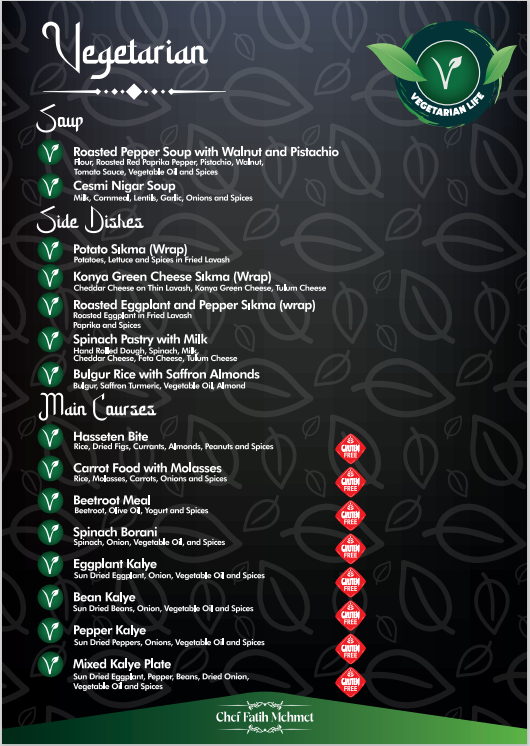 Vegetarian
V
VEGETARIAN LIFE
Soup
Roasted Pepper Soup with Walnut and Pistachio
Flour, Roasted Red Paprika Pepper, Pistachio, Walnut,
Tomato Sauce, Vegetable Oil and Spices
Cesmi Nigar Soup
Milk, Cornmeal, Lentils, Garlic, Onions and Spices
Side Dishes
Potato Sıkma (Wrap)
Potatoes, Lettuce and Spices in Fried Lavash
Konya Green Cheese Sıkma (Wrap)
Cheddar Cheese on Thin Lavash, Konya Green Cheese, Tulum Cheese
Roasted Eggplant and Pepper Sıkma (wrap)
Roasted Eggplant in Fried Lavash
Paprika and Spices
Spinach Pastry with Milk
Hand Rolled Dough, Spinach, Milk,
Cheddar Cheese, Feta Cheese, Tulum Cheese
Bulgur Rice with Saffron Almonds
Bulgur, Saffron Turmeric, Vegetable Oil, Almond
Main Courses
Hasseten Bite
Rice, Dried Figs, Currants, Almonds, Peanuts and Spices
GLUTEN
FREE
Carrot Food with Molasses
Rice, Molasses, Carrots, Onions and Spices
GLUTEN
FREE
Beetroot Meal
Beetroot, Olive Oil, Yogurt and Spices
GLUTEN
FREE
Spinach Borani
Spinach, Onion, Vegetable Oil, and Spices
GLUTEN
FREE
Eggplant Kalye
Sun Dried Eggplant, Onion, Vegetable Oil and Spices
GLUTEN
FREE
Bean Kalye
Sun Dried Beans, Onion, Vegetable Oil and Spices
GLUTEN
FREE
Pepper Kalye
Sun Dried Peppers, Onions, Vegetable Oil and Spices
GLUTEN
FREE
Mixed Kalye Plate
Sun Dried Eggplant, Pepper, Beans, Dried Onion,
Vegetable Oil and Spices
GLUTEN
FREE
Chef Fatih Mehmet